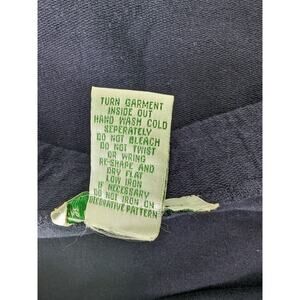 TURN GARMENT
INSIDE OUT
HAND WASH COLD
SEPERATELY
DO NOT BLEACH
DO NOT TWIST
OR WRING
RE-SHAPE AND
DRY FLAT
LOW IRON
IF NECESSARY
DO NOT IRON ON
DECORATIVE PATTERN